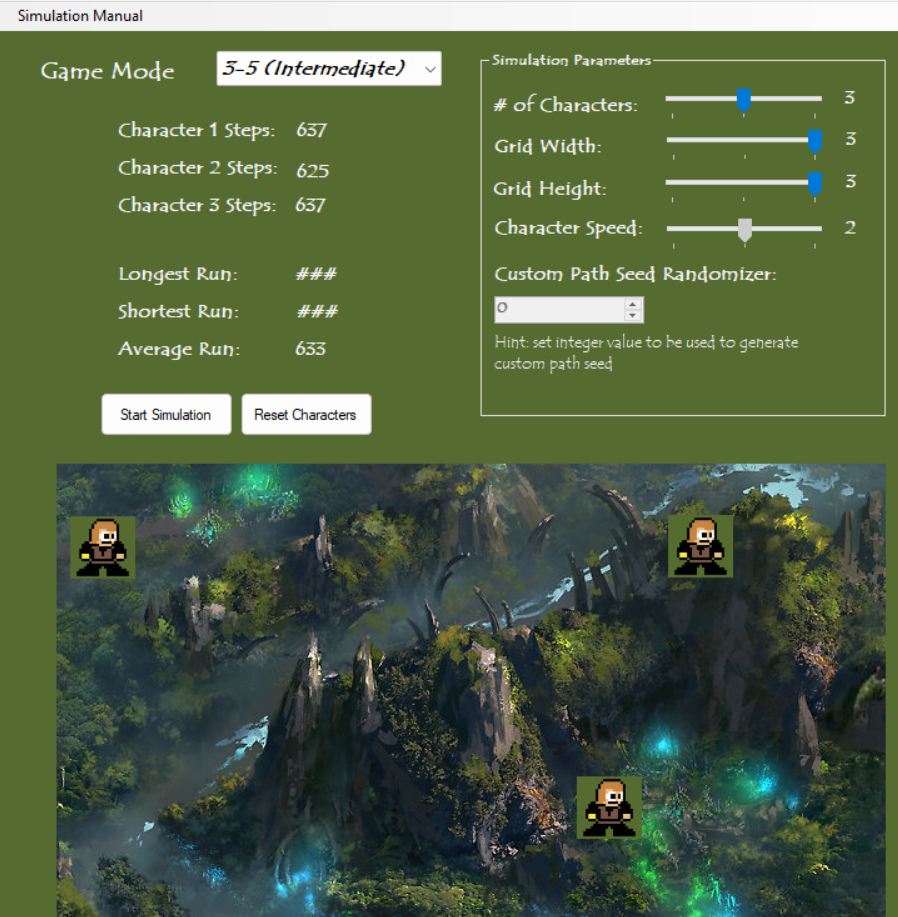 Simulation Manual
Game Mode
3-5 (Intermediate)
Character 1 Steps: 637
Character 2 Steps: 625
Character 3 Steps: 637
Longest Run: ###
Shortest Run: ###
Average Run: 633
Start Simulation
Reset Characters
Simulation Parameters
# of Characters: 3
Grid Width: 3
Grid Height: 3
Character Speed: 2
Custom Path Seed Randomizer:
0
Hint: set integer value to be used to generate
custom path seed